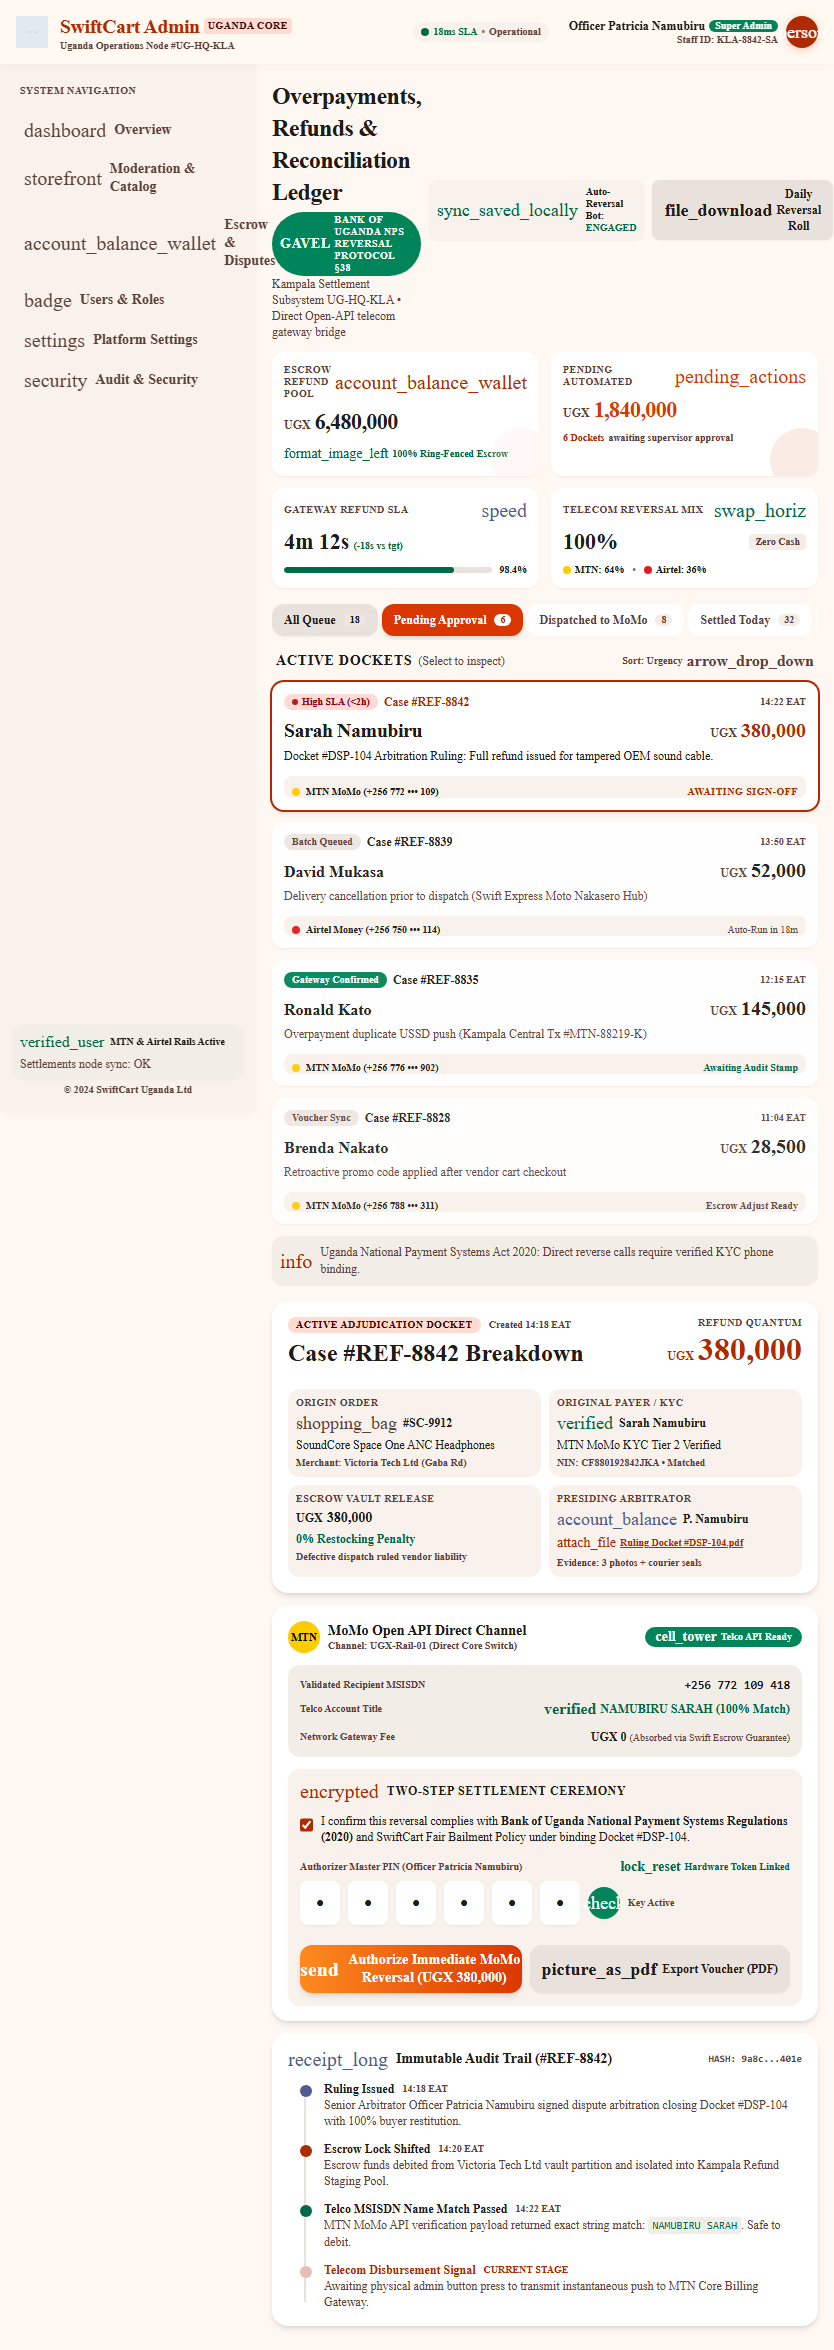 SwiftCart Admin UGANDA CORE
Uganda Operations Node #UG-HQ-KLA
18ms SLA • Operational
Officer Patricia Namubiru Super Admin
Staff ID: KLA-8842-SA
SYSTEM NAVIGATION
dashboard Overview
storefront Moderation &
Catalog
account_balance_wallet Escrow
&
Disputes
badge Users & Roles
settings Platform Settings
security Audit & Security
verified_user MTN & Airtel Rails Active
Settlements node sync: OK
© 2024 SwiftCart Uganda Ltd
Overpayments,
Refunds &
Reconciliation
Ledger
GAVEL BANK OF
UGANDA NPS
REVERSAL
PROTOCOL
§38
Kampala Settlement
Subsystem UG-HQ-KLA •
Direct Open-API telecom
gateway bridge
sync_saved_locally Auto-
Reversal
Bot:
ENGAGED
file_download Daily
Reversal
Roll
ESCROW
REFUND
POOL account_balance_wallet
UGX 6,480,000
format_image_left 100% Ring-Fenced Escrow
PENDING
AUTOMATED pending_actions
UGX 1,840,000
6 Dockets awaiting supervisor approval
GATEWAY REFUND SLA speed
4m 12s (-18s vs tgt)
98.4%
TELECOM REVERSAL MIX swap_horiz
100% Zero Cash
MTN: 64% • Airtel: 36%
All Queue 18
Pending Approval 6
Dispatched to MoMo 8
Settled Today 32
ACTIVE DOCKETS (Select to inspect)
Sort: Urgency arrow_drop_down
High SLA (<2h) Case #REF-8842 14:22 EAT
Sarah Namubiru UGX 380,000
Docket #DSP-104 Arbitration Ruling: Full refund issued for tampered OEM sound cable.
MTN MoMo (+256 772 ••• 109) AWAITING SIGN-OFF
Batch Queued Case #REF-8839 13:50 EAT
David Mukasa UGX 52,000
Delivery cancellation prior to dispatch (Swift Express Moto Nakasero Hub)
Airtel Money (+256 750 ••• 114) Auto-Run in 18m
Gateway Confirmed Case #REF-8835 12:15 EAT
Ronald Kato UGX 145,000
Overpayment duplicate USSD push (Kampala Central Tx #MTN-88219-K)
MTN MoMo (+256 776 ••• 902) Awaiting Audit Stamp
Voucher Sync Case #REF-8828 11:04 EAT
Brenda Nakato UGX 28,500
Retroactive promo code applied after vendor cart checkout
MTN MoMo (+256 788 ••• 311) Escrow Adjust Ready
info Uganda National Payment Systems Act 2020: Direct reverse calls require verified KYC phone
binding.
ACTIVE ADJUDICATION DOCKET Created 14:18 EAT REFUND QUANTUM
Case #REF-8842 Breakdown UGX 380,000
ORIGIN ORDER
shopping_bag #SC-9912
SoundCore Space One ANC Headphones
Merchant: Victoria Tech Ltd (Gaba Rd)
ORIGINAL PAYER / KYC
verified Sarah Namubiru
MTN MoMo KYC Tier 2 Verified
NIN: CF880192842JKA • Matched
ESCROW VAULT RELEASE
UGX 380,000
0% Restocking Penalty
Defective dispatch ruled vendor liability
PRESIDING ARBITRATOR
account_balance P. Namubiru
attach_file Ruling Docket #DSP-104.pdf
Evidence: 3 photos + courier seals
MTN MoMo Open API Direct Channel
Channel: UGX-Rail-01 (Direct Core Switch)
cell_tower Telco API Ready
Validated Recipient MSISDN +256 772 109 418
Telco Account Title verified NAMUBIRU SARAH (100% Match)
Network Gateway Fee UGX 0 (Absorbed via Swift Escrow Guarantee)
encrypted TWO-STEP SETTLEMENT CEREMONY
I confirm this reversal complies with Bank of Uganda National Payment Systems Regulations
(2020) and SwiftCart Fair Bailment Policy under binding Docket #DSP-104.
Authorizer Master PIN (Officer Patricia Namubiru) lock_reset Hardware Token Linked
• • • • • • check Key Active
send Authorize Immediate MoMo
Reversal (UGX 380,000)
picture_as_pdf Export Voucher (PDF)
receipt_long Immutable Audit Trail (#REF-8842) HASH: 9a8c...401e
Ruling Issued 14:18 EAT
Senior Arbitrator Officer Patricia Namubiru signed dispute arbitration closing Docket #DSP-104
with 100% buyer restitution.
Escrow Lock Shifted 14:20 EAT
Escrow funds debited from Victoria Tech Ltd vault partition and isolated into Kampala Refund
Staging Pool.
Telco MSISDN Name Match Passed 14:22 EAT
MTN MoMo API verification payload returned exact string match: NAMUBIRU SARAH . Safe to
debit.
Telecom Disbursement Signal CURRENT STAGE
Awaiting physical admin button press to transmit instantaneous push to MTN Core Billing
Gateway.